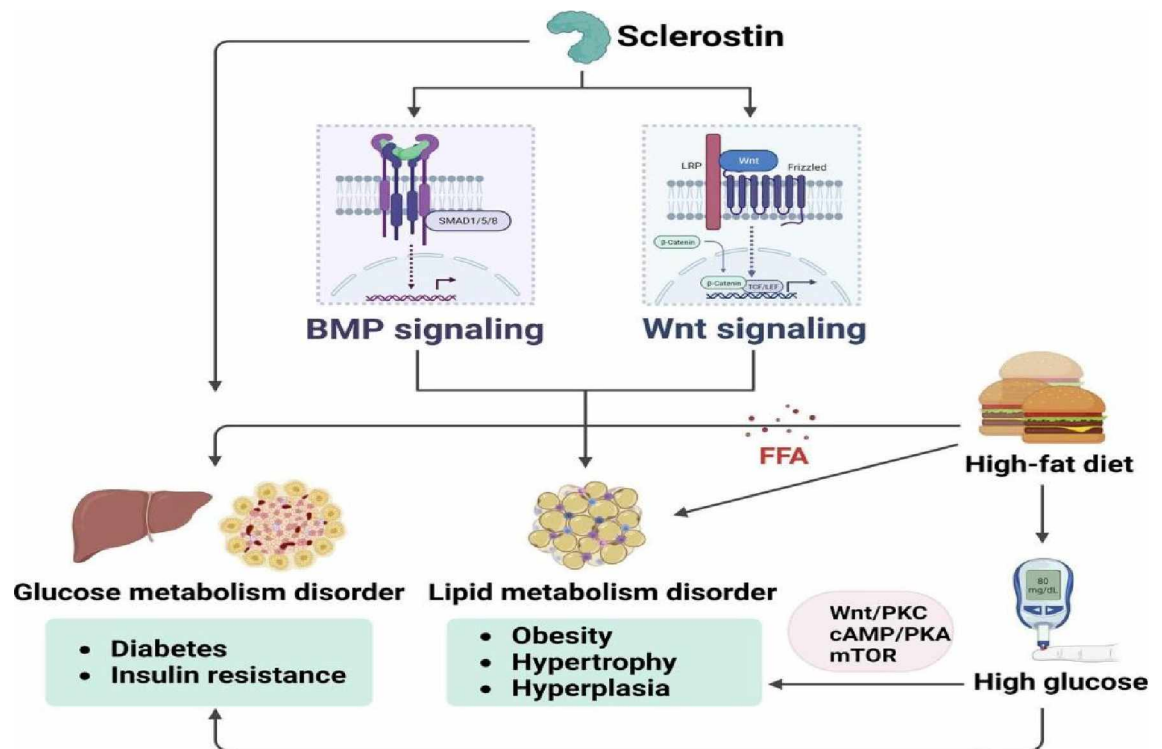 Sclerostin
LRP
Wnt
Frizzled
SMAD1/5/8
β-Catenin
β-Catenin
TCF/LEF
BMP signaling
Wnt signaling
FFA
High-fat diet
Glucose metabolism disorder
Lipid metabolism disorder
80
mg/dL
• Diabetes
• Insulin resistance
• Obesity
• Hypertrophy
• Hyperplasia
Wnt/PKC
cAMP/PKA
mTOR
High glucose